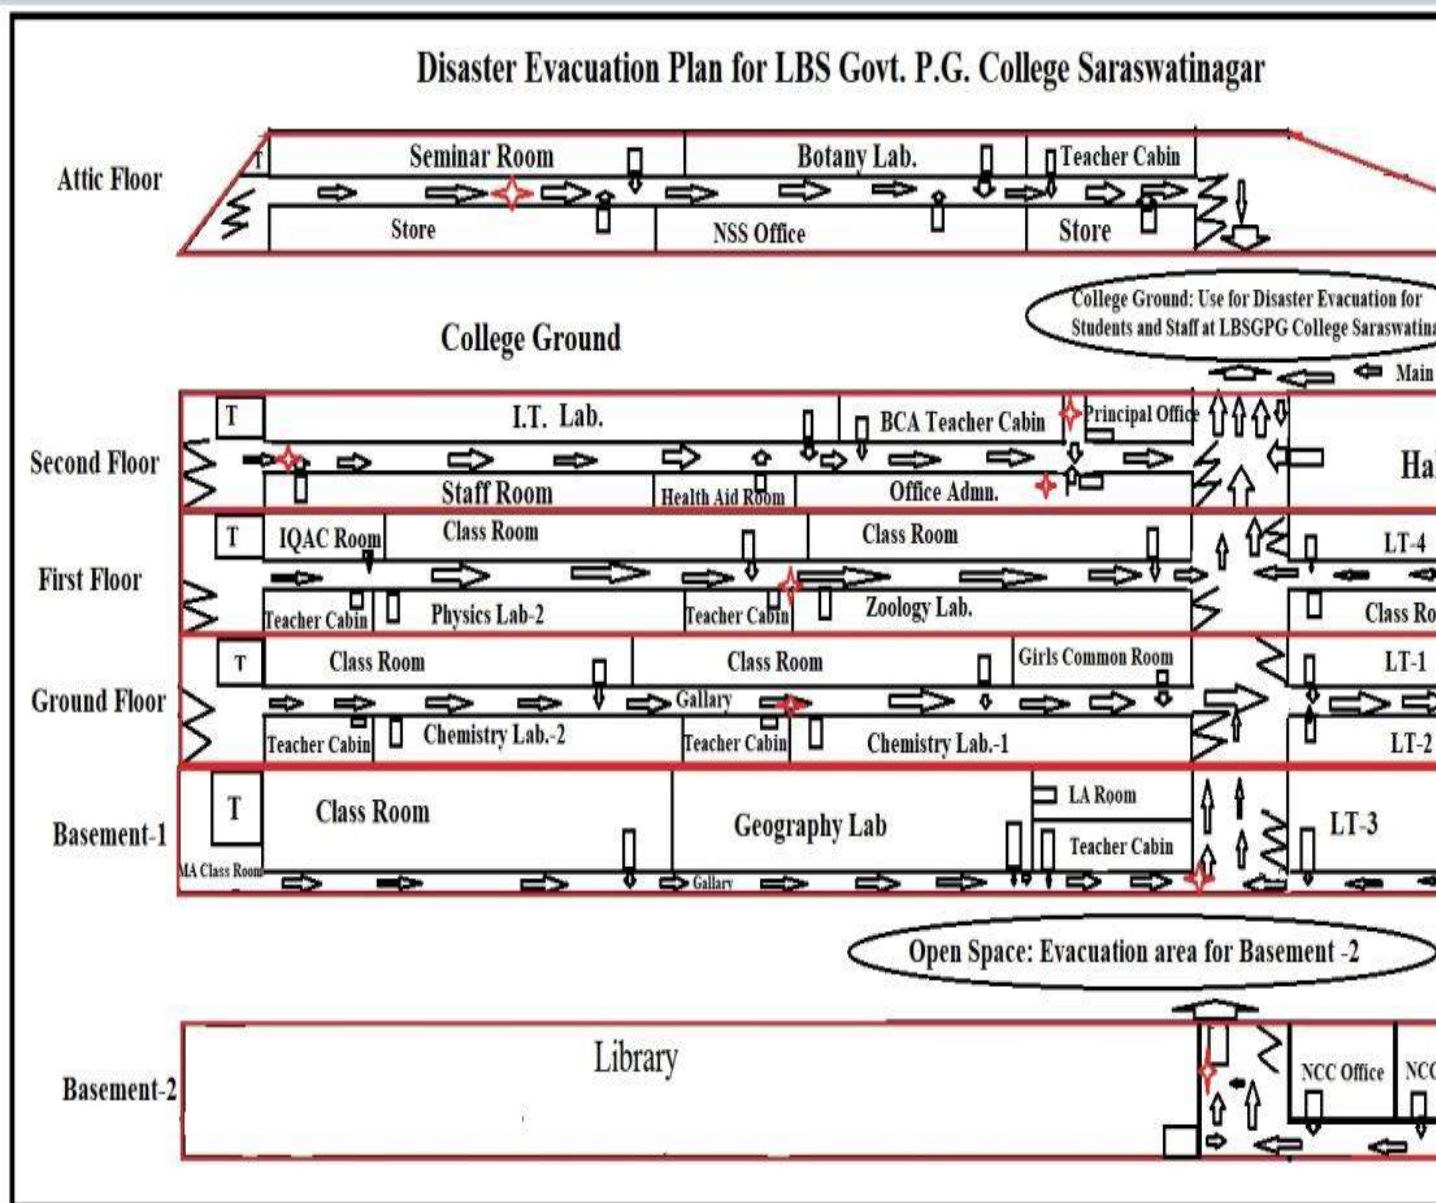 Disaster Evacuation Plan for LBS Govt. P.G. College Saraswatinagar
Attic Floor
T
Seminar Room
Botany Lab.
Teacher Cabin
Store
NSS Office
Store
College Ground: Use for Disaster Evacuation for
Students and Staff at LBSGPG College Saraswatina
College Ground
Main
Second Floor
T
I.T. Lab.
BCA Teacher Cabin
Principal Office
Staff Room
Health Aid Room
Office Admn.
Hal
First Floor
T
IQAC Room
Class Room
Class Room
LT-4
Teacher Cabin
Physics Lab-2
Teacher Cabin
Zoology Lab.
Class Ro
Ground Floor
T
Class Room
Class Room
Girls Common Room
LT-1
Gallary
Teacher Cabin
Chemistry Lab.-2
Teacher Cabin
Chemistry Lab.-1
LT-2
Basement-1
T
Class Room
Geography Lab
LA Room
Teacher Cabin
LT-3
MA Class Room
Gallary
Open Space: Evacuation area for Basement -2
Basement-2
Library
NCC Office
NCC